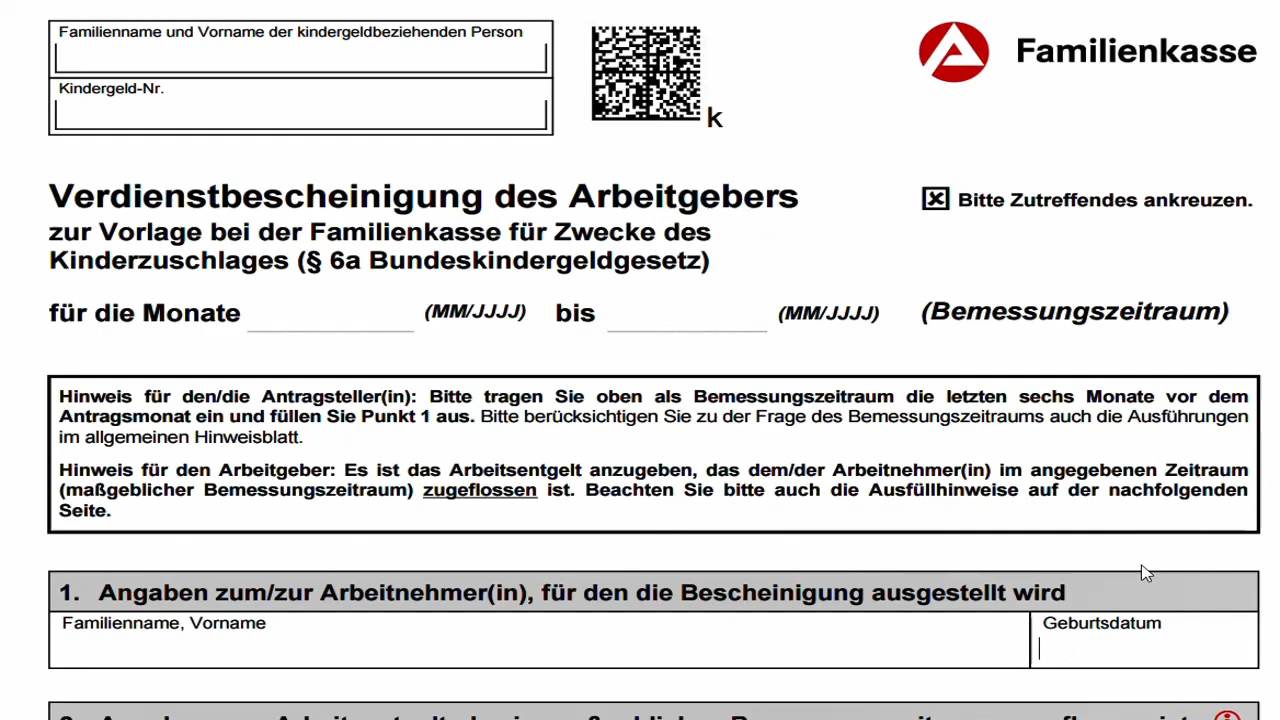 Familienname und Vorname der kindergeldbeziehenden Person
Kindergeld-Nr.
k
Familienkasse
Verdienstbescheinigung des Arbeitgebers
Bitte Zutreffendes ankreuzen.
zur Vorlage bei der Familienkasse für Zwecke des
Kinderzuschlages (§ 6a Bundeskindergeldgesetz)
für die Monate (MM/JJJJ) bis (MM/JJJJ) (Bemessungszeitraum)
Hinweis für den/die Antragsteller(in): Bitte tragen Sie oben als Bemessungszeitraum die letzten sechs Monate vor dem
Antragsmonat ein und füllen Sie Punkt 1 aus. Bitte berücksichtigen Sie zu der Frage des Bemessungszeitraums auch die Ausführungen
im allgemeinen Hinweisblatt.
Hinweis für den Arbeitgeber: Es ist das Arbeitsentgelt anzugeben, das dem/der Arbeitnehmer(in) im angegebenen Zeitraum
(maßgeblicher Bemessungszeitraum) zugeflossen ist. Beachten Sie bitte auch die Ausfüllhinweise auf der nachfolgenden
Seite.
1. Angaben zum/zur Arbeitnehmer(in), für den die Bescheinigung ausgestellt wird
Familienname, Vorname
Geburtsdatum